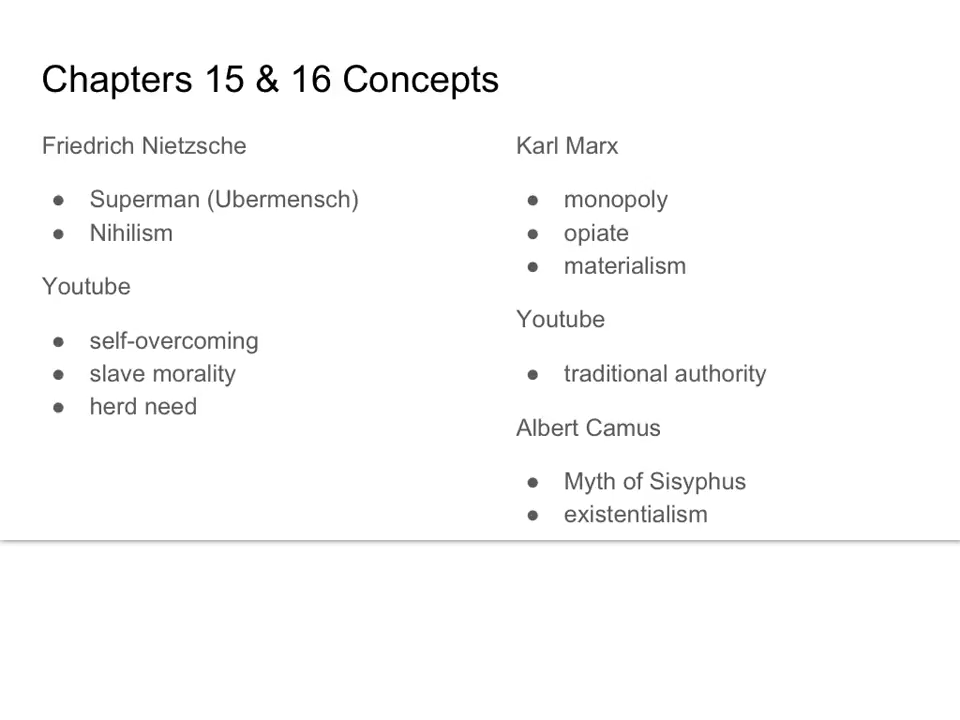 Chapters 15 & 16 Concepts
Friedrich Nietzsche
● Superman (Ubermensch)
● Nihilism
Youtube
● self-overcoming
● slave morality
● herd need
Karl Marx
● monopoly
● opiate
● materialism
Youtube
● traditional authority
Albert Camus
● Myth of Sisyphus
● existentialism